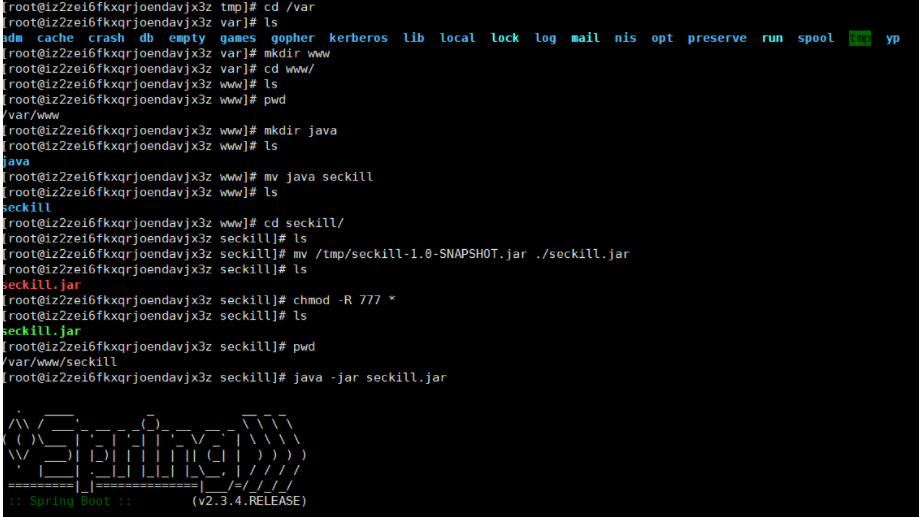 [root@iz2zei6fkxqrjoendavjx3z tmp]# cd /var
[root@iz2zei6fkxqrjoendavjx3z var]# ls
adm  cache  crash  db  empty  games  gopher  kerberos  lib  local  lock  log  mail  nis  opt  preserve  run  spool  tmp  yp
[root@iz2zei6fkxqrjoendavjx3z var]# mkdir www
[root@iz2zei6fkxqrjoendavjx3z var]# cd www/
[root@iz2zei6fkxqrjoendavjx3z www]# ls
[root@iz2zei6fkxqrjoendavjx3z www]# pwd
/var/www
[root@iz2zei6fkxqrjoendavjx3z www]# mkdir java
[root@iz2zei6fkxqrjoendavjx3z www]# ls
java
[root@iz2zei6fkxqrjoendavjx3z www]# mv java seckill
[root@iz2zei6fkxqrjoendavjx3z www]# ls
seckill
[root@iz2zei6fkxqrjoendavjx3z www]# cd seckill/
[root@iz2zei6fkxqrjoendavjx3z seckill]# ls
[root@iz2zei6fkxqrjoendavjx3z seckill]# mv /tmp/seckill-1.0-SNAPSHOT.jar ./seckill.jar
[root@iz2zei6fkxqrjoendavjx3z seckill]# ls
seckill.jar
[root@iz2zei6fkxqrjoendavjx3z seckill]# chmod -R 777 *
[root@iz2zei6fkxqrjoendavjx3z seckill]# ls
seckill.jar
[root@iz2zei6fkxqrjoendavjx3z seckill]# pwd
/var/www/seckill
[root@iz2zei6fkxqrjoendavjx3z seckill]# java -jar seckill.jar
  .   ____          _            __ _ _
 /\\ / ___'_ __ _ _(_)_ __  __ _ \ \ \ \
( ( )\___ | '_ | '_| | '_ \/ _` | \ \ \ \
 \\/  ___)| |_)| | | | | || (_| |  ) ) ) )
  '  |____| .__|_| |_|_| |_\__, | / / / /
 =========|_|==============|___/=/_/_/_/
 :: Spring Boot ::        (v2.3.4.RELEASE)